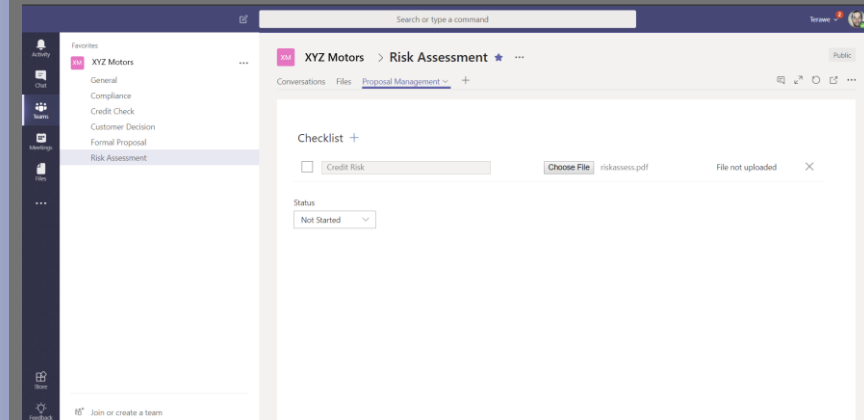 Search or type a command
Terawe
2
Activity
Chat
Teams
Meetings
Files
Store
Feedback
Favorites
XM XYZ Motors
General
Compliance
Credit Check
Customer Decision
Formal Proposal
Risk Assessment
Join or create a team
XM XYZ Motors > Risk Assessment
Public
Conversations Files Proposal Management
Checklist
Credit Risk Choose File riskassess.pdf File not uploaded
Status
Not Started